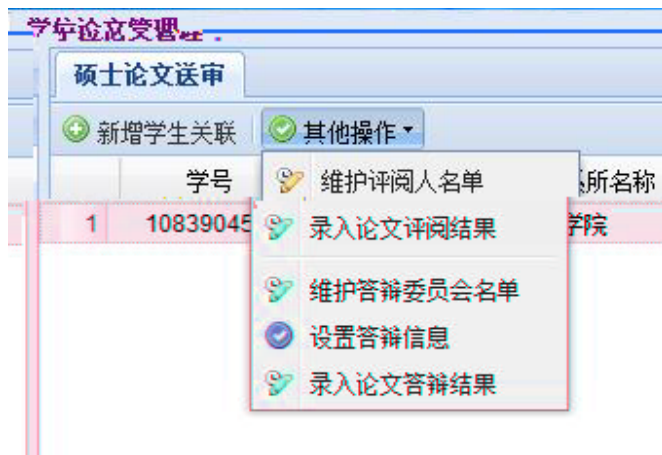 学位论文管理
硕士论文送审
新增学生关联 其他操作
学号 所名称
维护评阅人名单
1 10839045 学院
录入论文评阅结果
维护答辩委员会名单
设置答辩信息
录入论文答辩结果